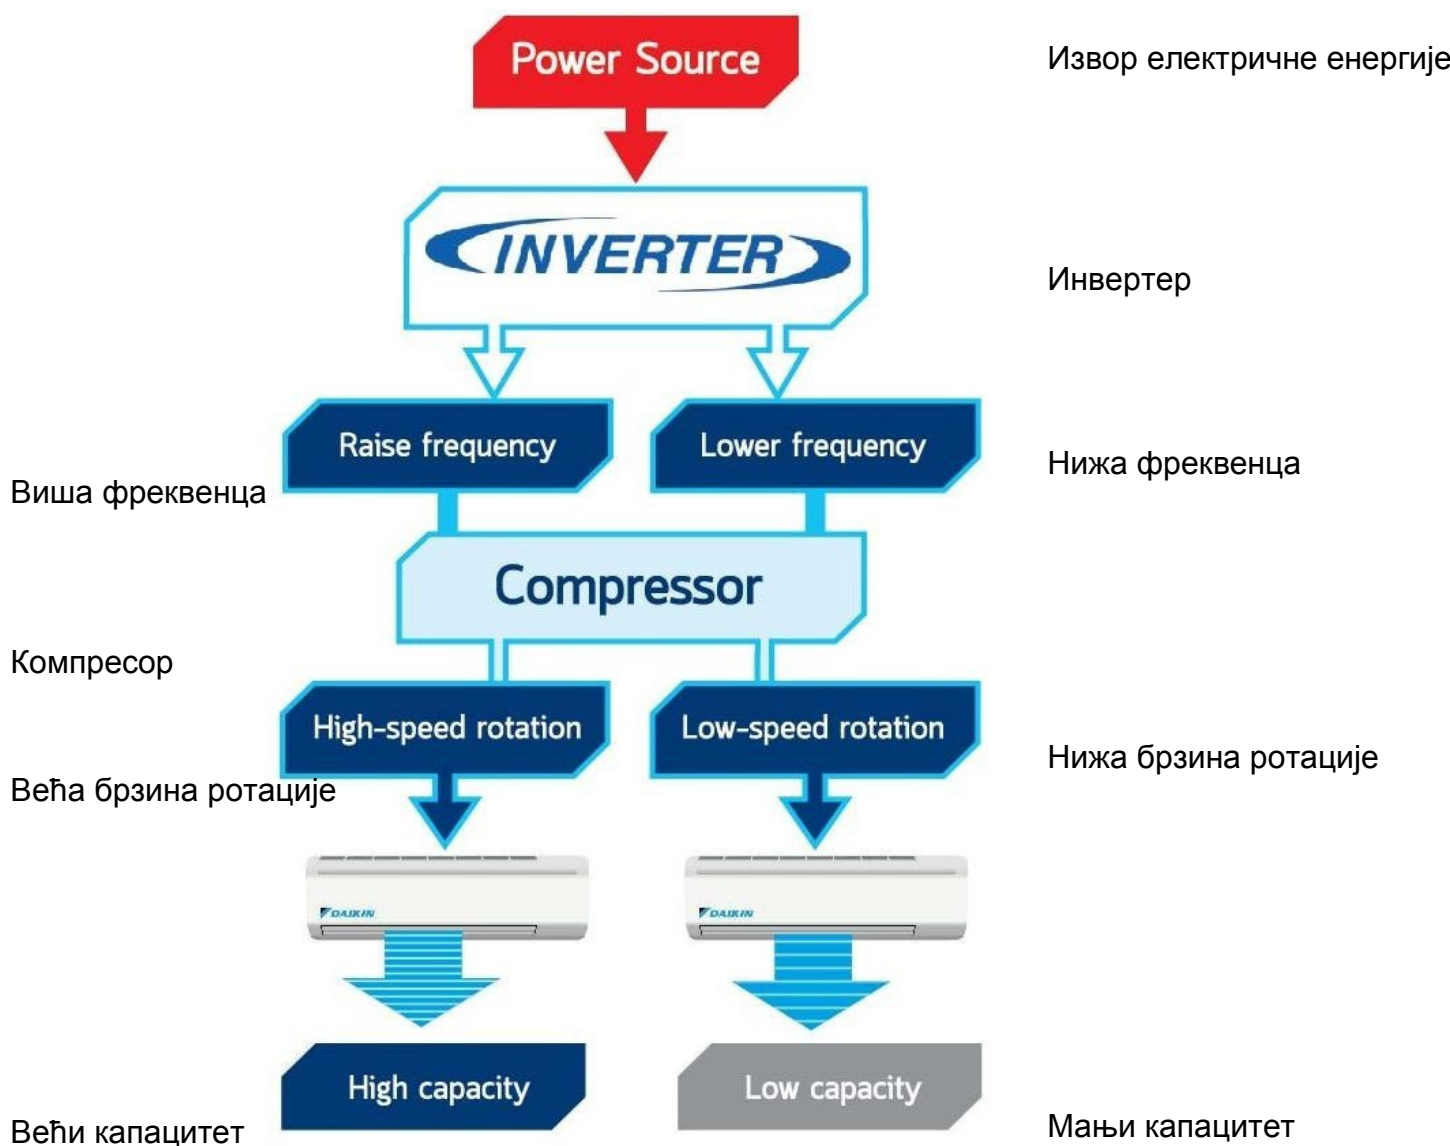 Power Source
Извор електричне енергије
INVERTER
Инвертер
Raise frequency
Lower frequency
Нижа фреквенца
Виша фреквенца
Compressor
Компресор
High-speed rotation
Low-speed rotation
Нижа брзина ротације
Већа брзина ротације
DAIKIN
DAIKIN
High capacity
Low capacity
Већи капацитет
Мањи капацитет